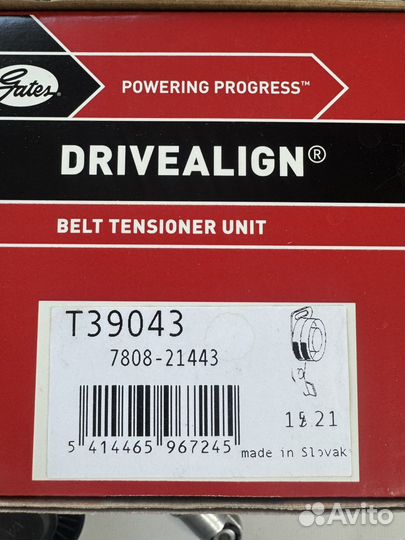 Gates
POWERING PROGRESS™
DRIVEALIGN®
BELT TENSIONER UNIT
T39043
7808-21443
5 414465 967245
made in Slovak
Avito